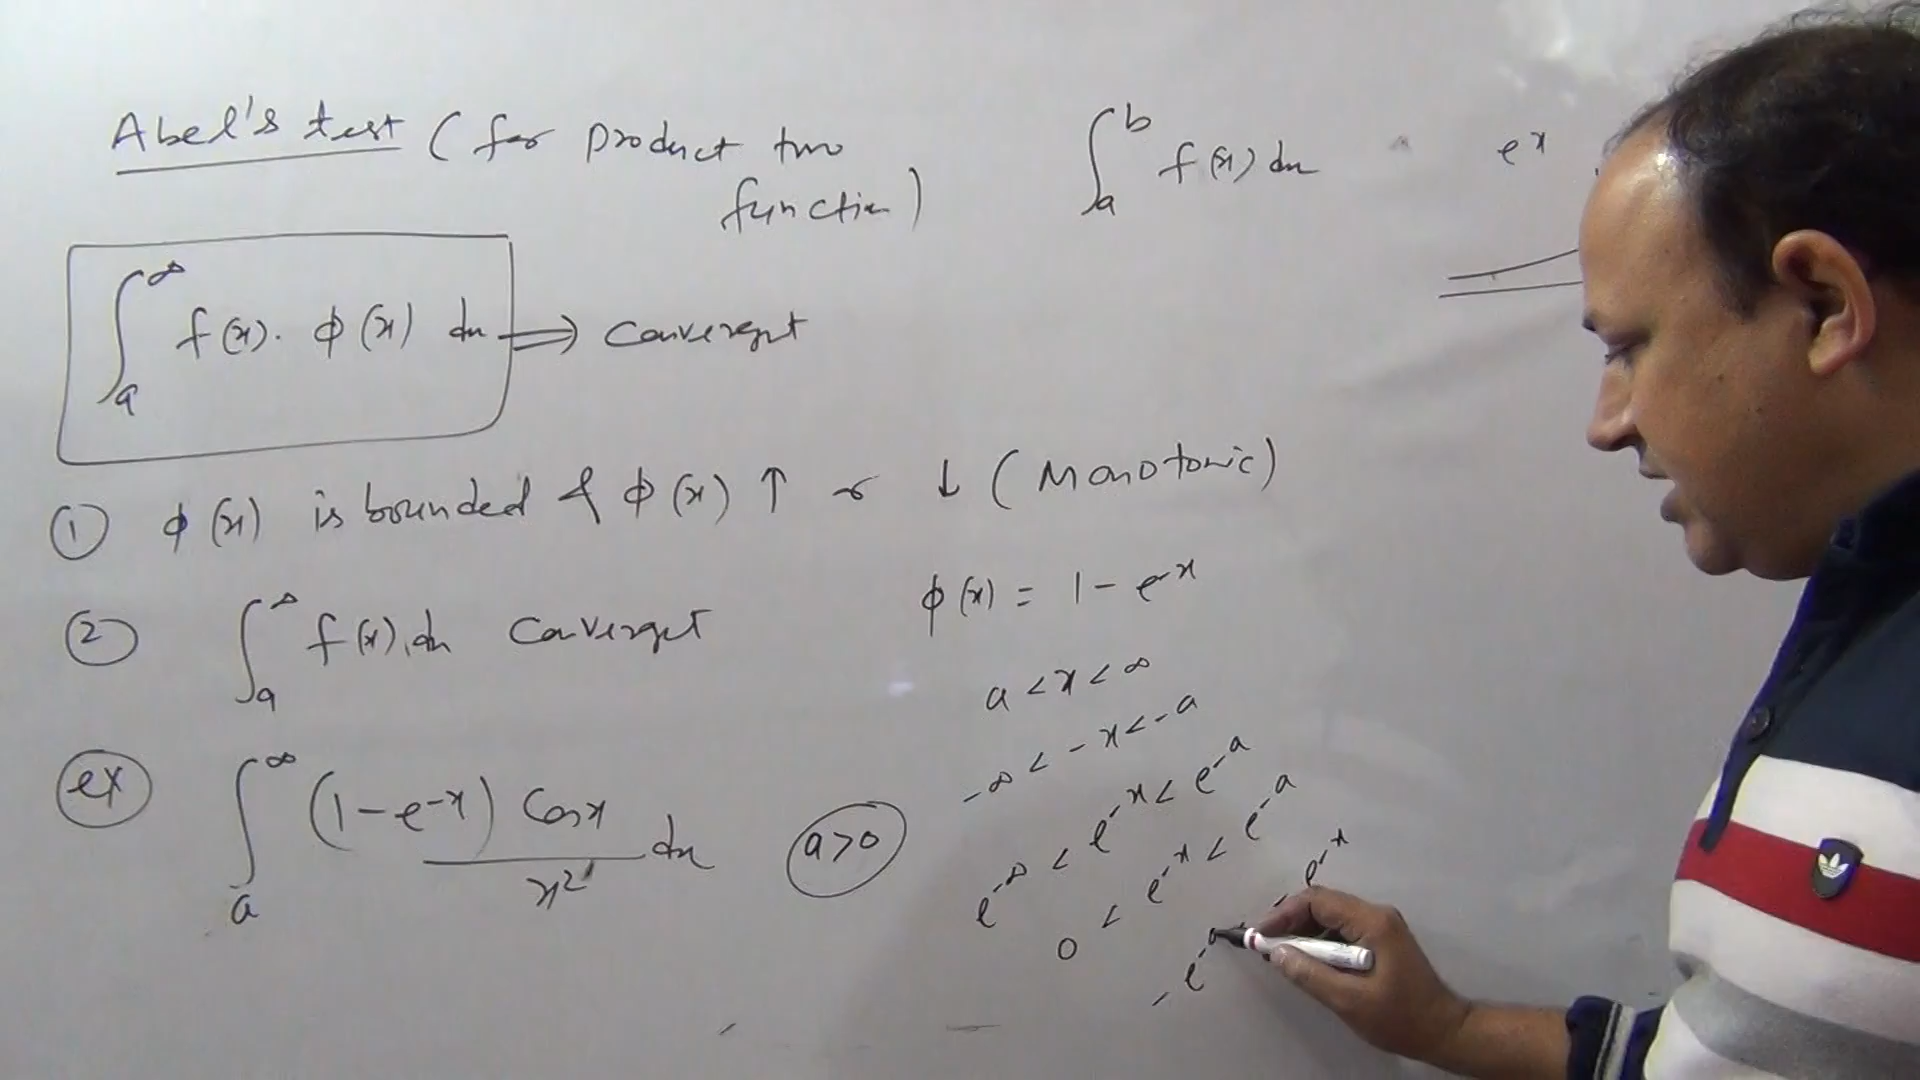 Abel's test (for product two
function)
∫_a^b f(x) dx
e^x
∫_a^∞ f(x). φ(x) dx ⟹ Convergent
① φ(x) is bounded & φ(x) ↑ or ↓ (Monotonic)
② ∫_a^∞ f(x) dx Convergent
φ(x) = 1 - e^-x
a < x < ∞
-∞ < -x < -a
e^-∞ < e^-x < e^-a
0 < e^-x < e^-a
-e^-a - e^-x
ex ∫_a^∞ (1-e^-x) Cosx / x² dx a>0